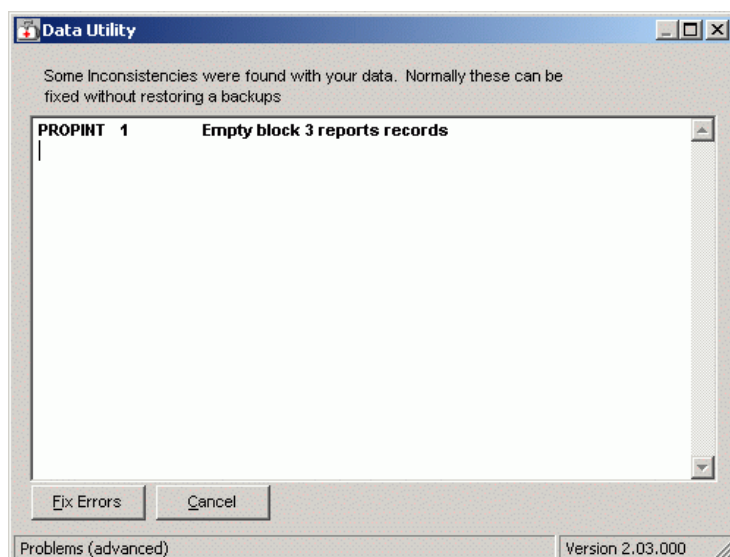 Data Utility
Some Inconsistencies were found with your data. Normally these can be
fixed without restoring a backups
PROPINT 1 Empty block 3 reports records
Fix Errors Cancel
Problems (advanced) Version 2.03.000